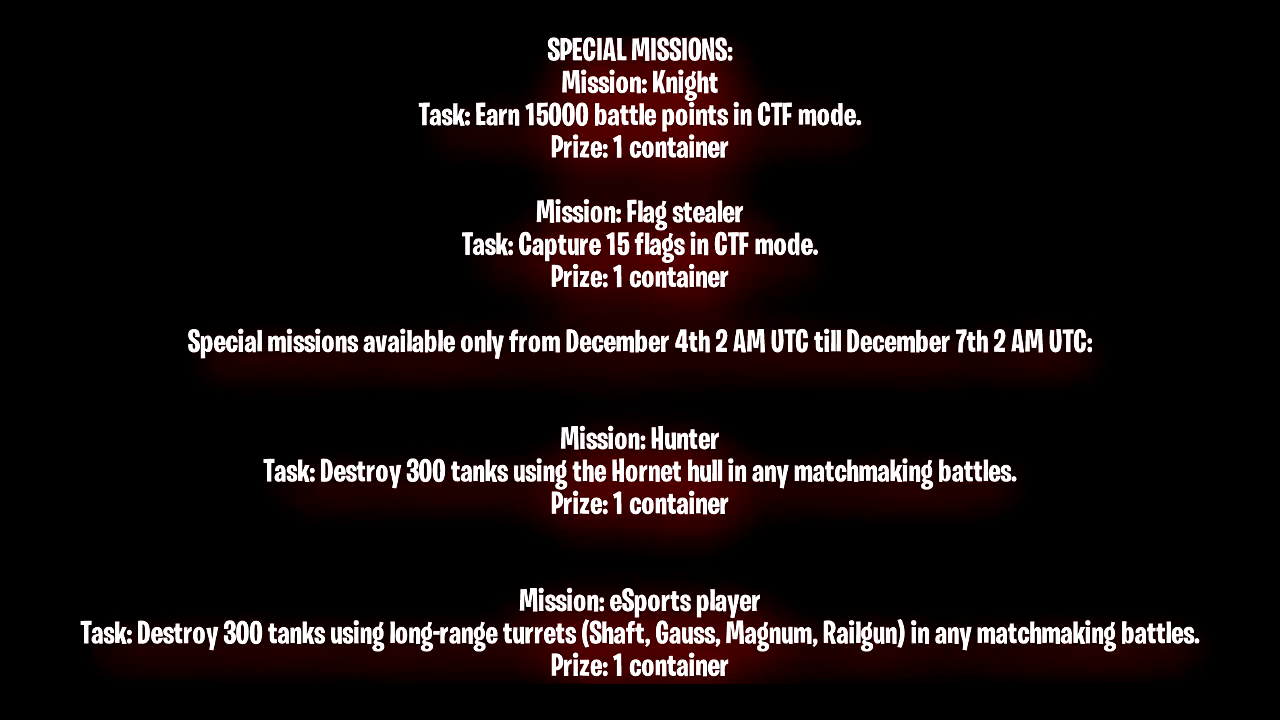 SPECIAL MISSIONS:
Mission: Knight
Task: Earn 15000 battle points in CTF mode.
Prize: 1 container
Mission: Flag stealer
Task: Capture 15 flags in CTF mode.
Prize: 1 container
Special missions available only from December 4th 2 AM UTC till December 7th 2 AM UTC:
Mission: Hunter
Task: Destroy 300 tanks using the Hornet hull in any matchmaking battles.
Prize: 1 container
Mission: eSports player
Task: Destroy 300 tanks using long-range turrets (Shaft, Gauss, Magnum, Railgun) in any matchmaking battles.
Prize: 1 container